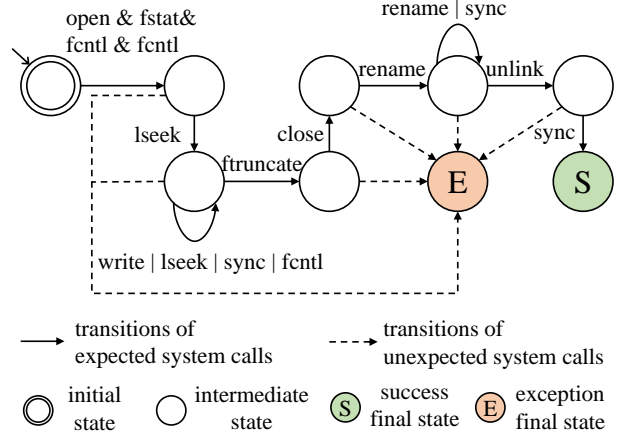 open & fstat&
fcntl & fcntl
rename | sync
rename
unlink
lseek
close
sync
ftruncate
E
S
write | lseek | sync | fcntl
transitions of
expected system calls
transitions of
unexpected system calls
initial
state
intermediate
state
S
success
final state
E
exception
final state